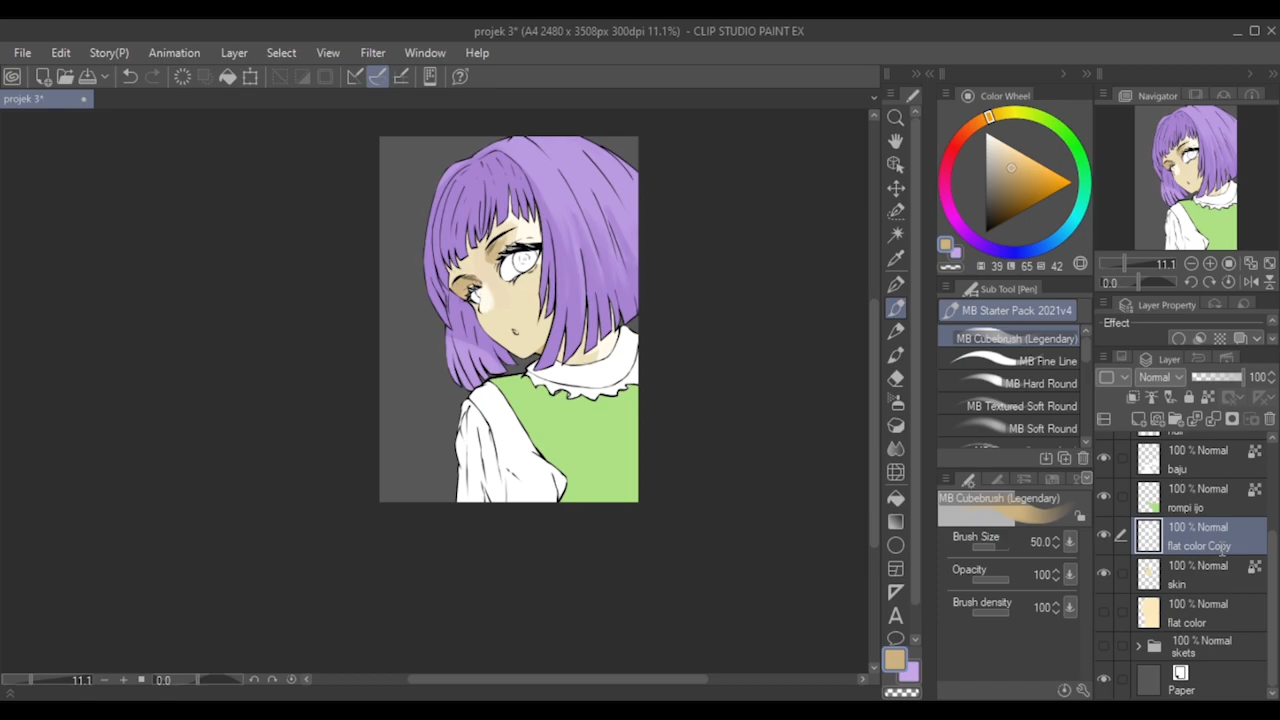 projek 3* (A4 2480 x 3508px 300dpi 11.1%) - CLIP STUDIO PAINT EX
File Edit Story(P) Animation Layer Select View Filter Window Help
projek 3*
Color Wheel
Navigator
39 65 42
11.1
0.0
Sub Tool [Pen]
MB Starter Pack 2021v4
MB Cubebrush (Legendary)
MB Fine Line
MB Hard Round
MB Textured Soft Round
MB Soft Round
MB Cubebrush (Legendary)
Brush Size 50.0
Opacity 100
Brush density 100
Layer Property
Effect
Layer
Normal 100
100 % Normal
baju
100 % Normal
rompi ijo
100 % Normal
flat color Copy
100 % Normal
skin
100 % Normal
flat color
100 % Normal
skets
Paper
11.1 0.0